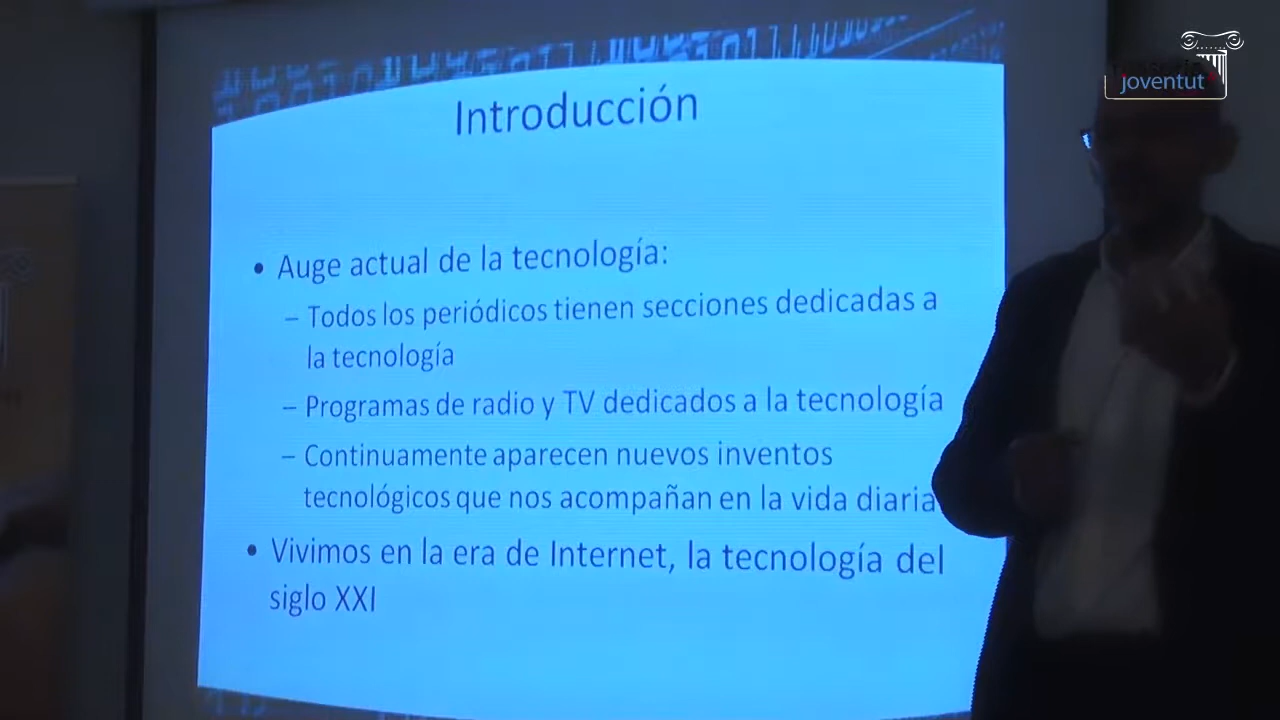 joventut
Introducción
• Auge actual de la tecnología:
– Todos los periódicos tienen secciones dedicadas a
la tecnología
– Programas de radio y TV dedicados a la tecnología
– Continuamente aparecen nuevos inventos
tecnológicos que nos acompañan en la vida diaria
• Vivimos en la era de Internet, la tecnología del
siglo XXI